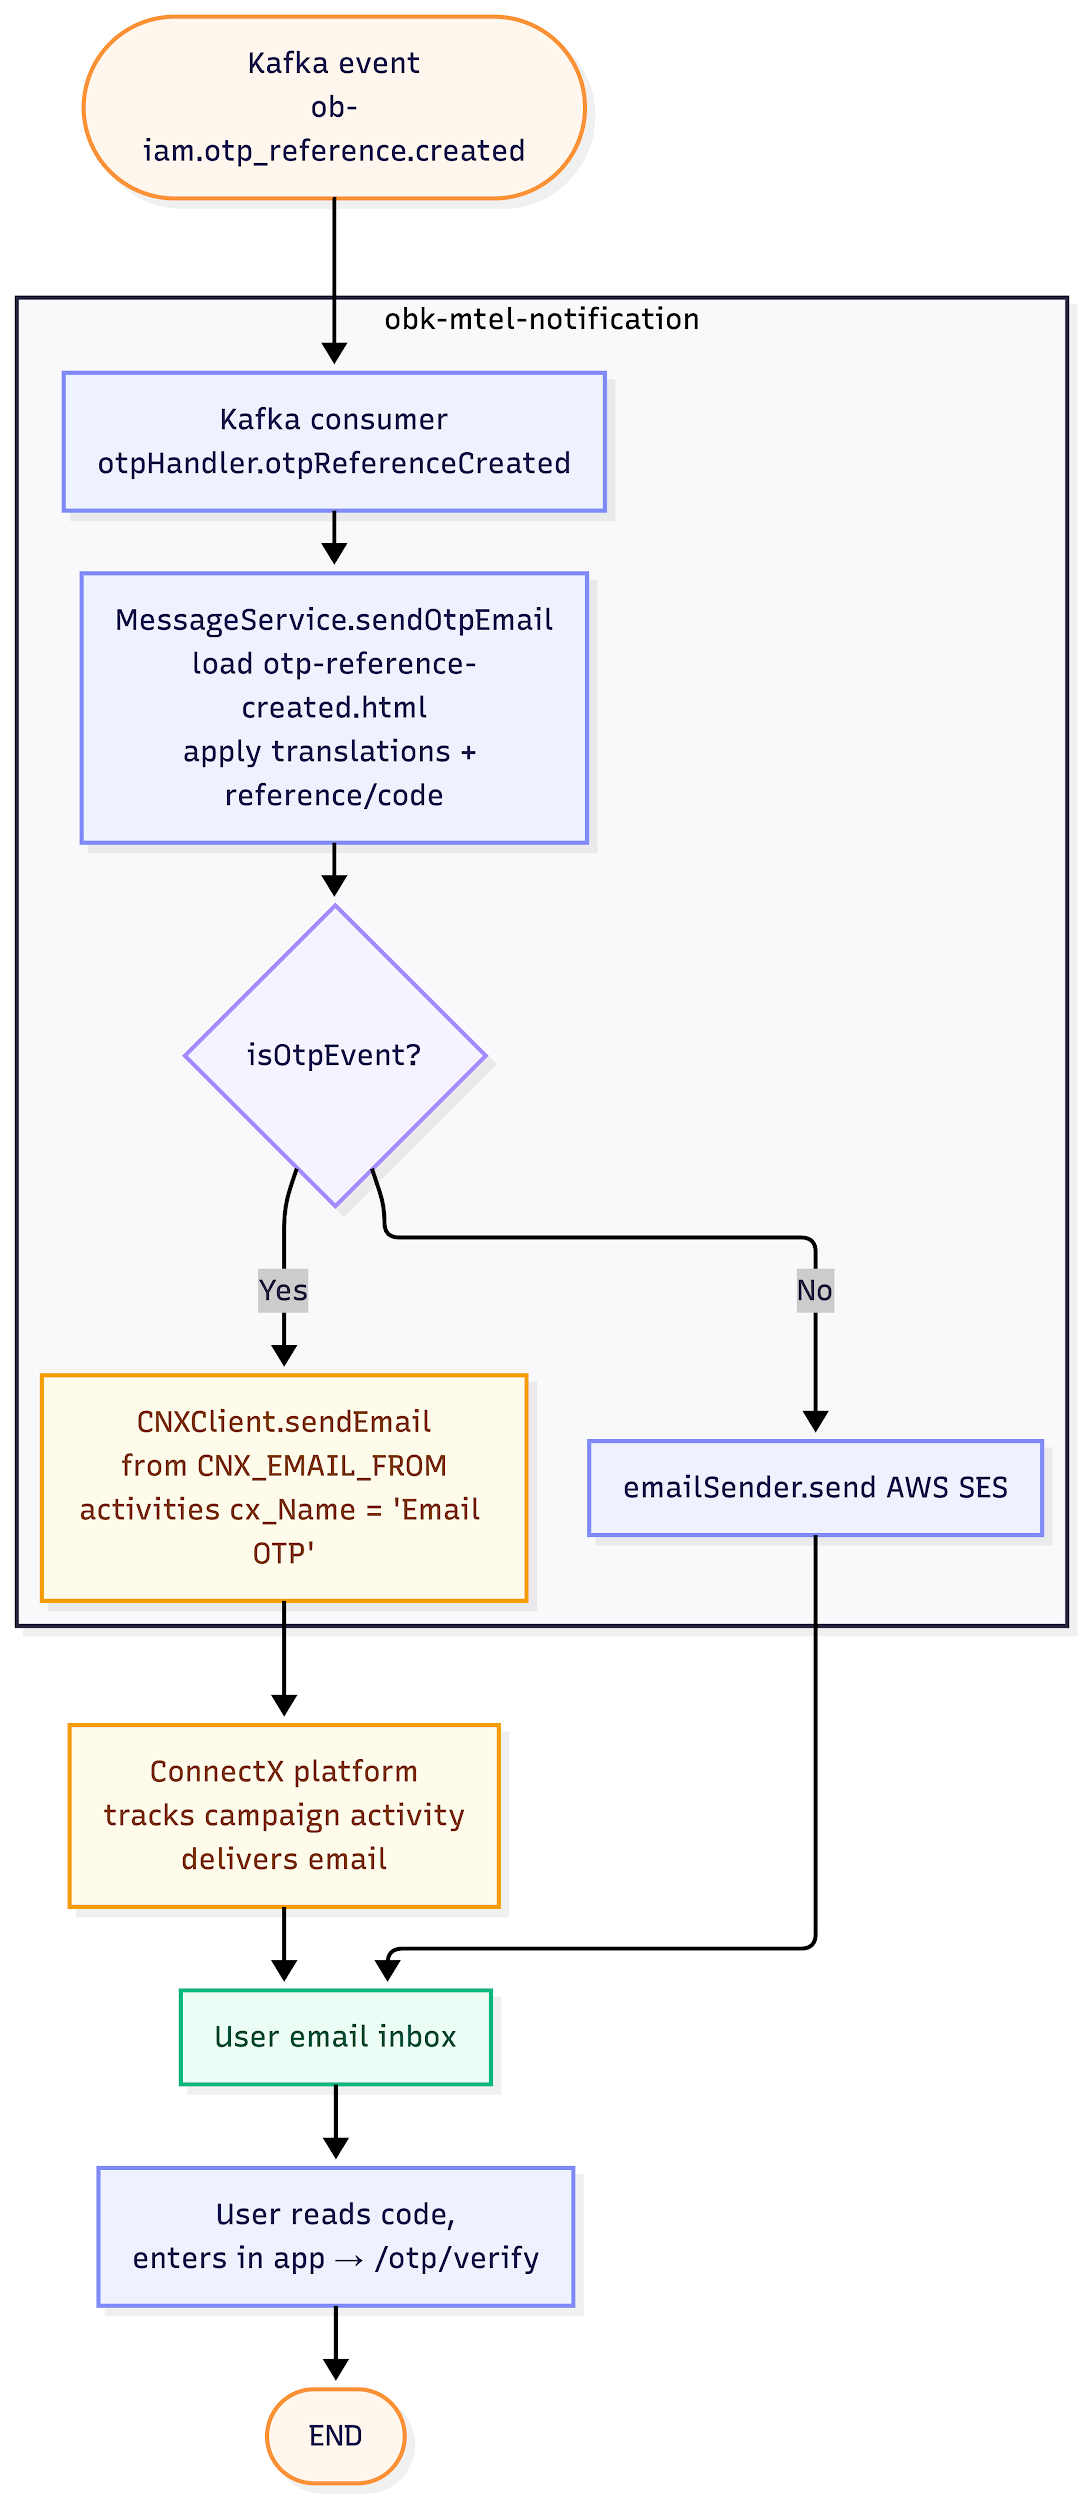 Kafka event
ob-
iam.otp_reference.created
obk-mtel-notification
Kafka consumer
otpHandler.otpReferenceCreated
MessageService.sendOtpEmail
load otp-reference-
created.html
apply translations +
reference/code
isOtpEvent?
Yes
No
CNXClient.sendEmail
from CNX_EMAIL_FROM
activities cx_Name = 'Email
OTP'
emailSender.send AWS SES
ConnectX platform
tracks campaign activity
delivers email
User email inbox
User reads code,
enters in app → /otp/verify
END